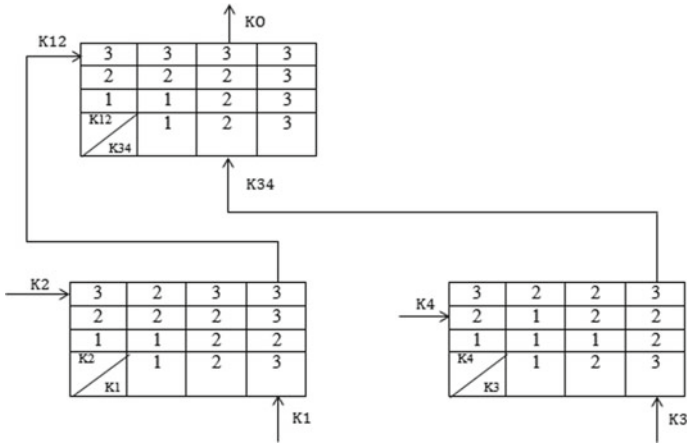 K0
K12
3 3 3 3
2 2 2 3
1 1 2 3
K12 K34 1 2 3
K34
K2
3 2 3 3
2 2 2 3
1 1 2 2
K2 K1 1 2 3
K1
K4
3 2 2 3
2 1 2 2
1 1 1 2
K4 K3 1 2 3
K3